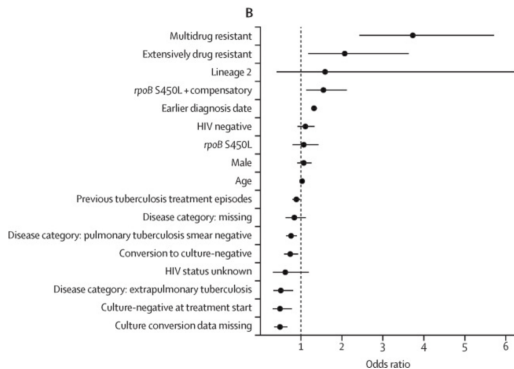 B
Multidrug resistant
Extensively drug resistant
Lineage 2
rpoB S450L + compensatory
Earlier diagnosis date
HIV negative
rpoB S450L
Male
Age
Previous tuberculosis treatment episodes
Disease category: missing
Disease category: pulmonary tuberculosis smear negative
Conversion to culture-negative
HIV status unknown
Disease category: extrapulmonary tuberculosis
Culture-negative at treatment start
Culture conversion data missing
1 2 3 4 5 6
Odds ratio